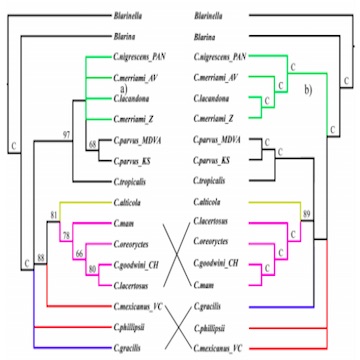 Blarinella
Blarina
C.nigrescens_PAN
C.merriami_AV
a)
C.lacandona
C.merriami_Z
97
68
C.parvus_MDVA
C.parvus_KS
C.tropicalis
C
C.alticola
81
C.mam
78
C.oreoryctes
66
C.goodwini_CH
80
C.lacertosus
88
C
C.mexicanus_VC
C.phillipsii
C.gracilis
Blarinella
Blarina
C.nigrescens_PAN
C
C.merriami_AV
C
b)
C.lacandona
C
C.merriami_Z
C
C.parvus_MDVA
C
C.parvus_KS
C
C.tropicalis
C.alticola
89
C.lacertosus
C
C.oreoryctes
C
C.goodwini_CH
C
C.mam
C.gracilis
C.phillipsii
C.mexicanus_VC